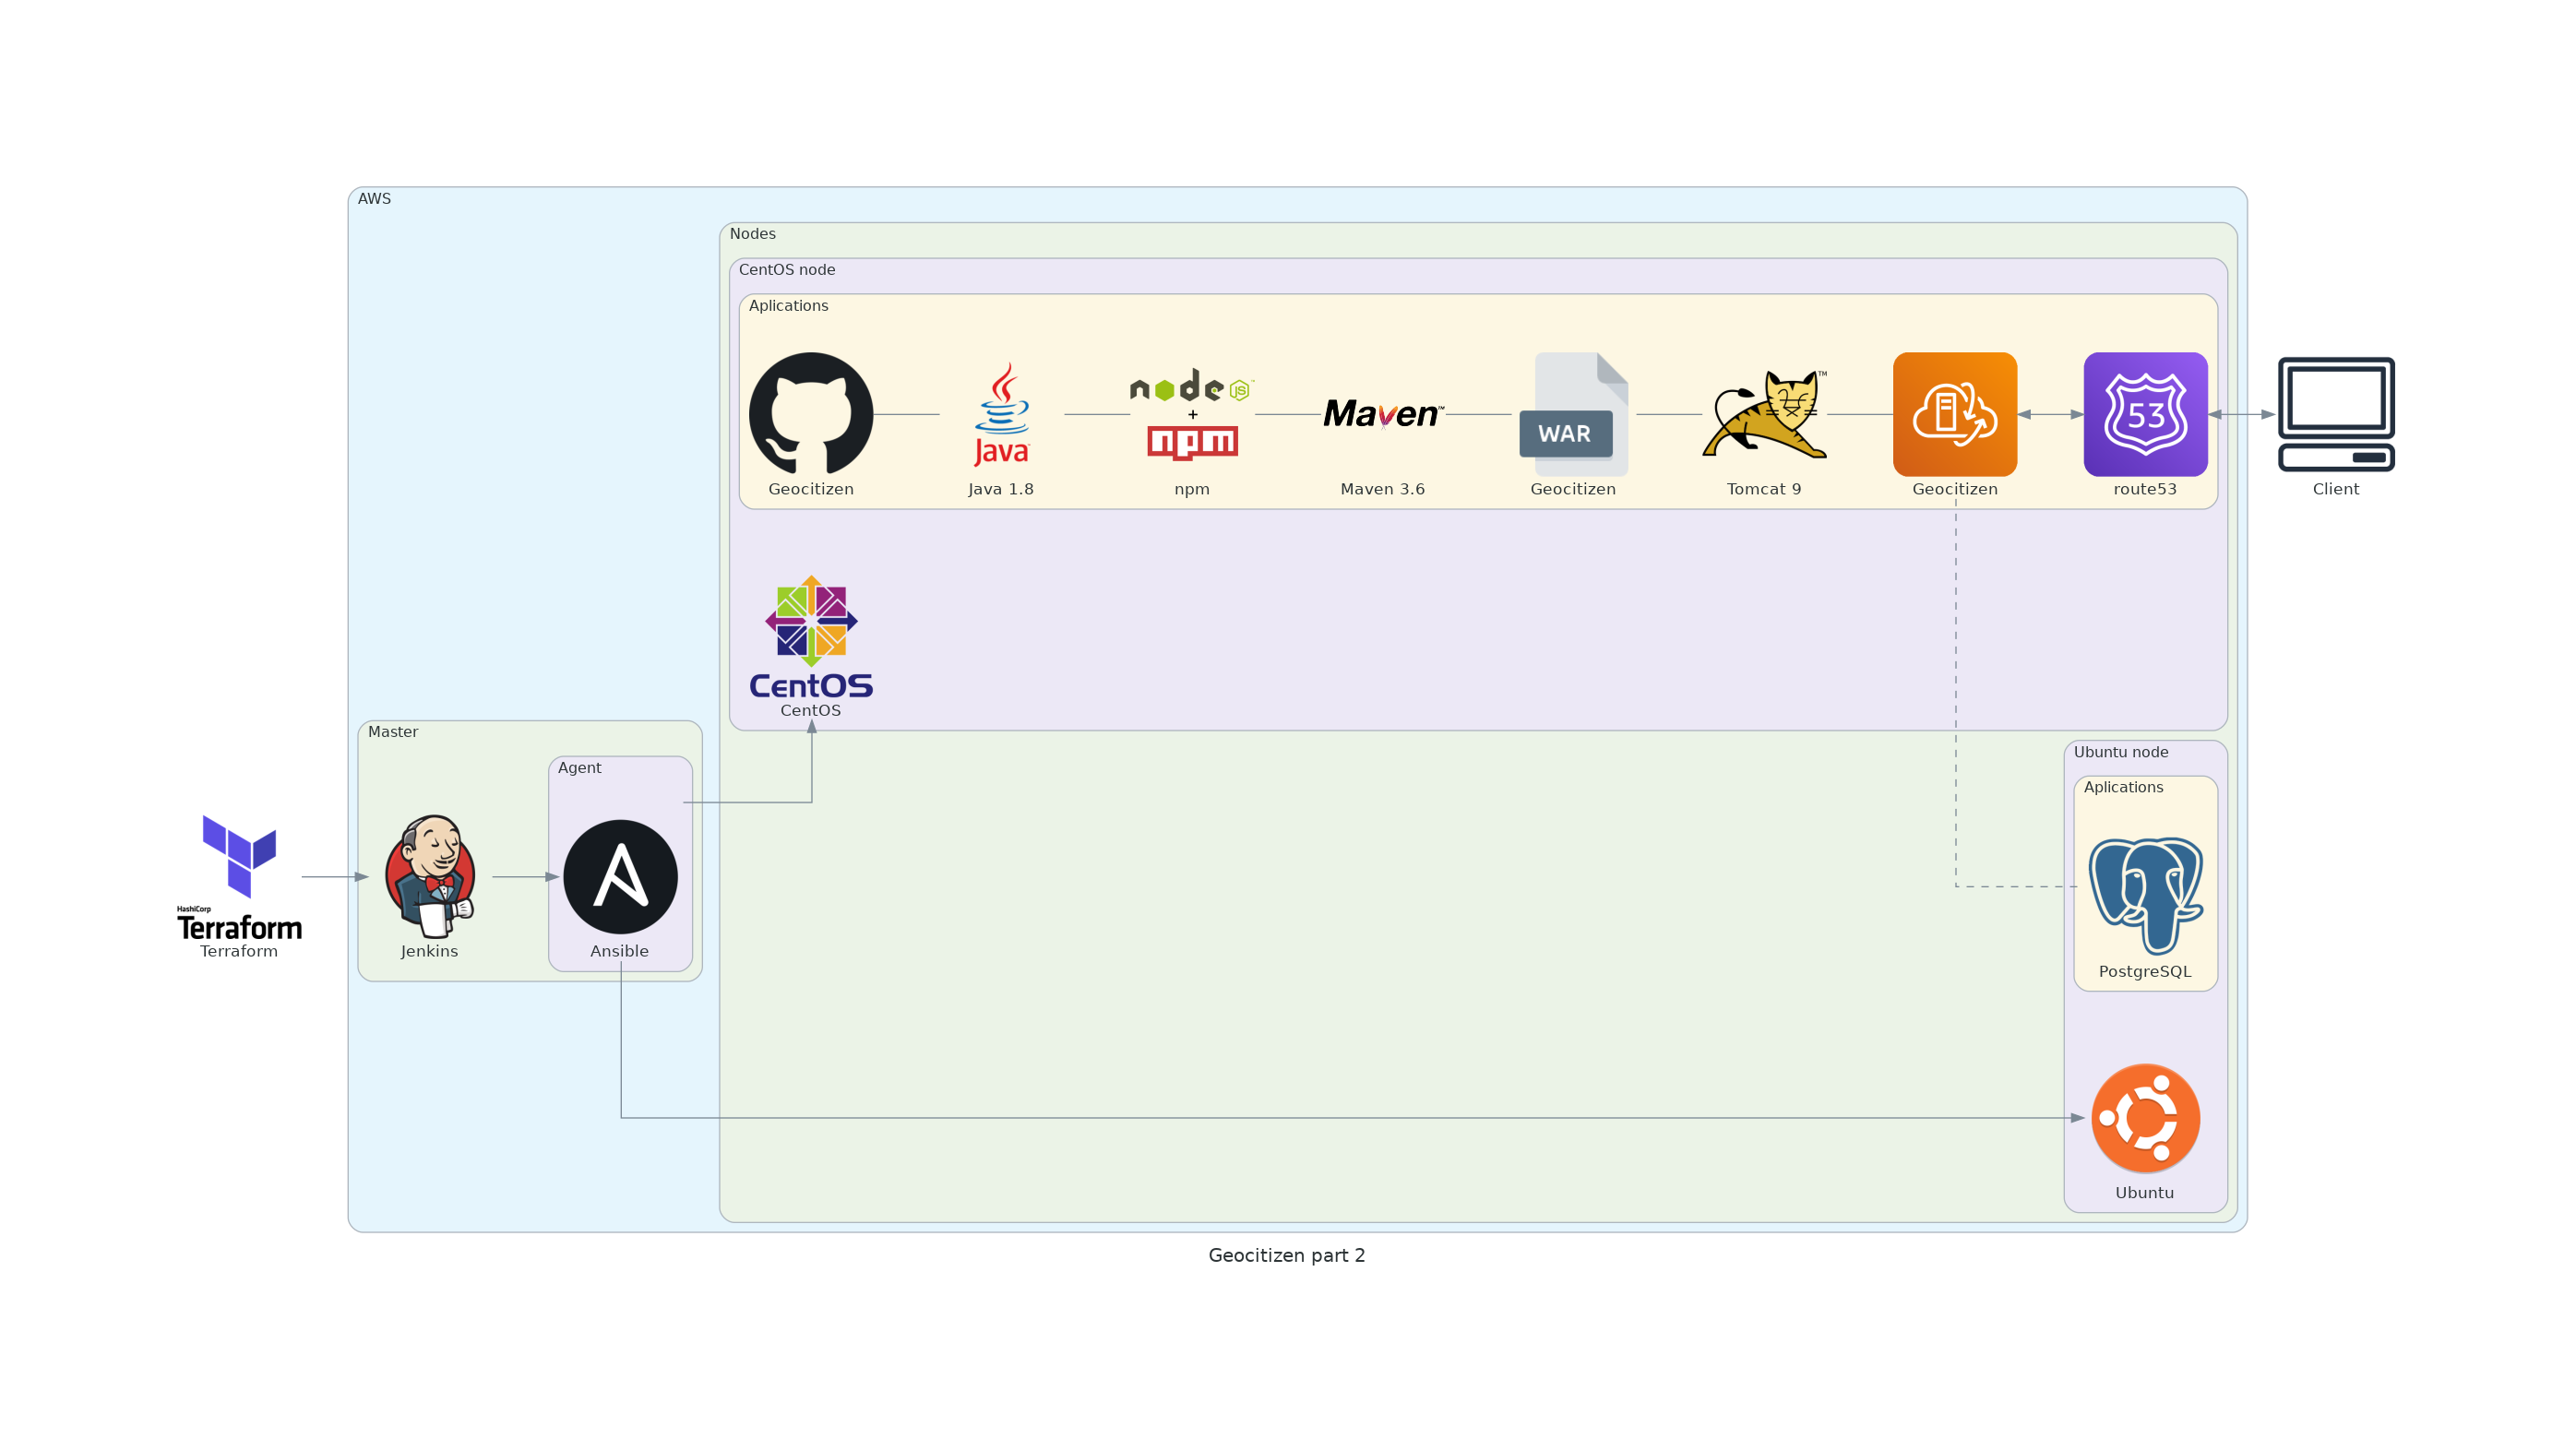 AWS
Nodes
CentOS node
Aplications
node JS
+
Java
npm
Maven™
WAR
TM
53
Geocitizen
Java 1.8
npm
Maven 3.6
Geocitizen
Tomcat 9
Geocitizen
route53
Client
CentOS
CentOS
Master
Agent
Ubuntu node
Aplications
HashiCorp
Terraform
Terraform
Jenkins
Ansible
PostgreSQL
Ubuntu
Geocitizen part 2